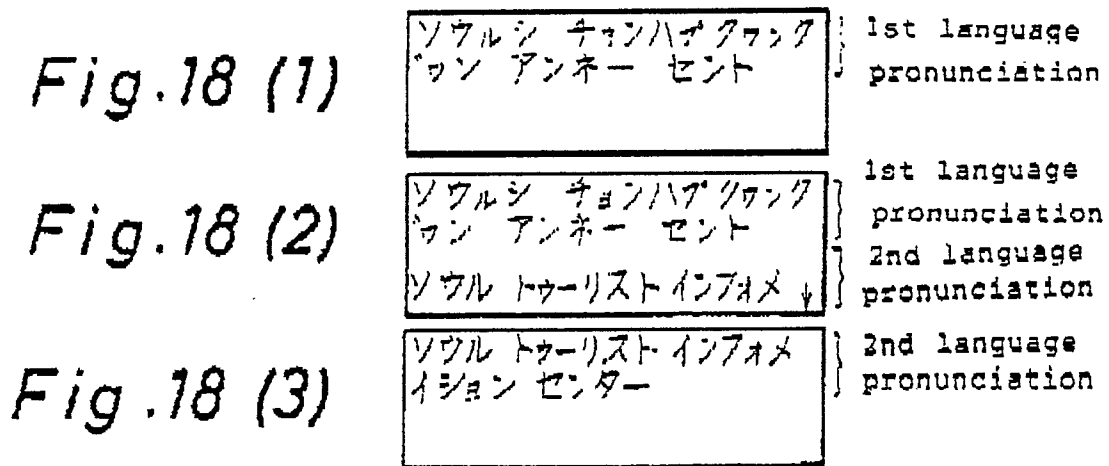 Fig.18 (1)
ソウルシ チョンハプ クヮンク
ヮン アンネー セント
1st language
pronunciation
Fig.18 (2)
ソウルシ チョンハプ クヮンク
ヮン アンネー セント
ソウル トゥーリスト インフォメ ↓
1st language
pronunciation
2nd language
pronunciation
Fig.18 (3)
ソウル トゥーリスト インフォメ
イション センター
2nd language
pronunciation